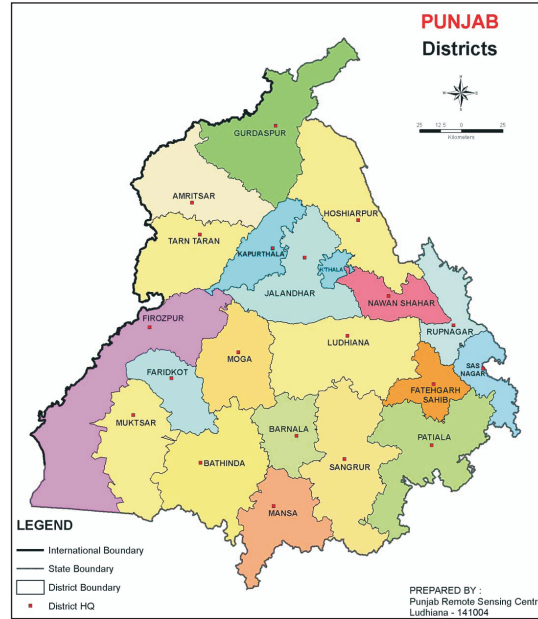 PUNJAB
Districts
25 12.5 0 25
Kilometers
GURDASPUR
AMRITSAR
HOSHIARPUR
TARN TARAN
KAPURTHALA
K'THALA
JALANDHAR
NAWAN SHAHAR
FIROZPUR
RUPNAGAR
LUDHIANA
MOGA
SAS
NAGAR
FARIDKOT
FATEHGARH
SAHIB
MUKTSAR
BARNALA
PATIALA
BATHINDA
SANGRUR
MANSA
LEGEND
International Boundary
State Boundary
District Boundary
District HQ
PREPARED BY :
Punjab Remote Sensing Centr
Ludhiana - 141004